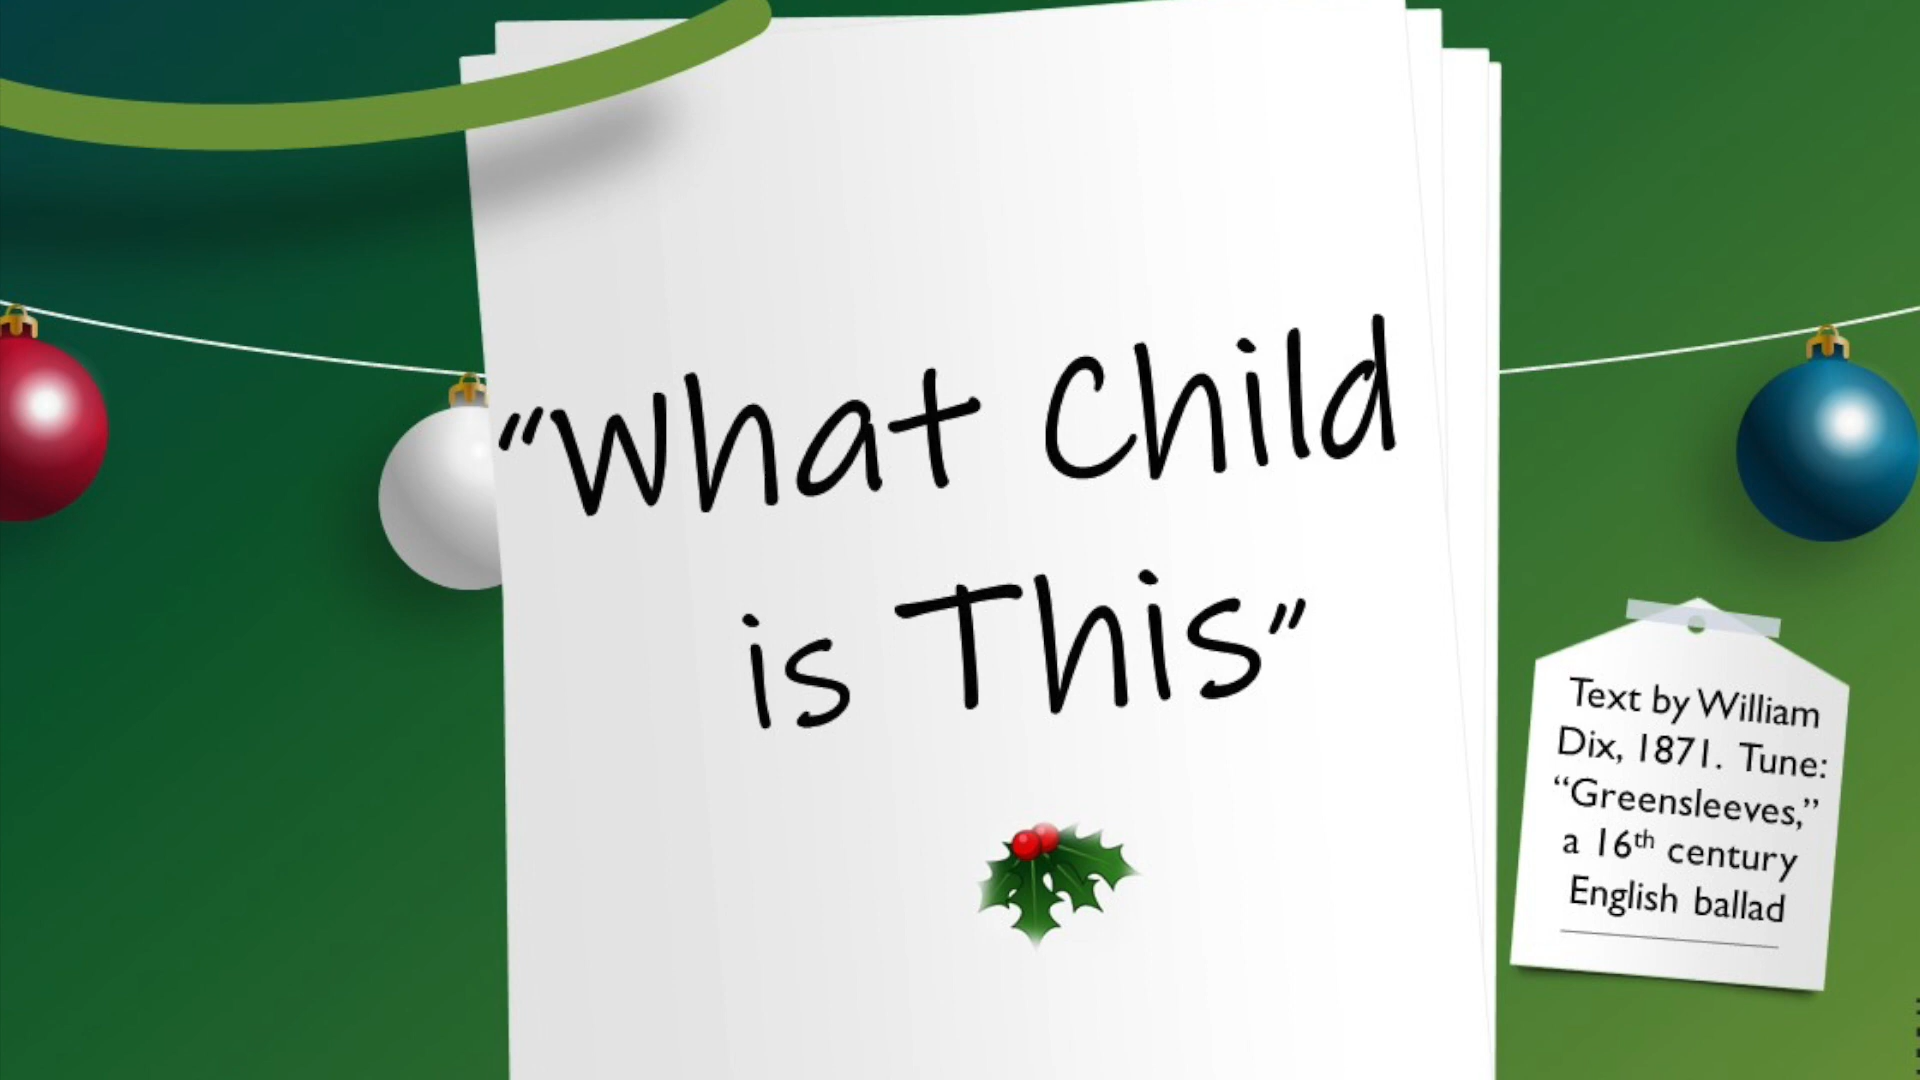 “What Child
is This”
Text by William
Dix, 1871. Tune:
“Greensleeves,”
a 16th century
English ballad